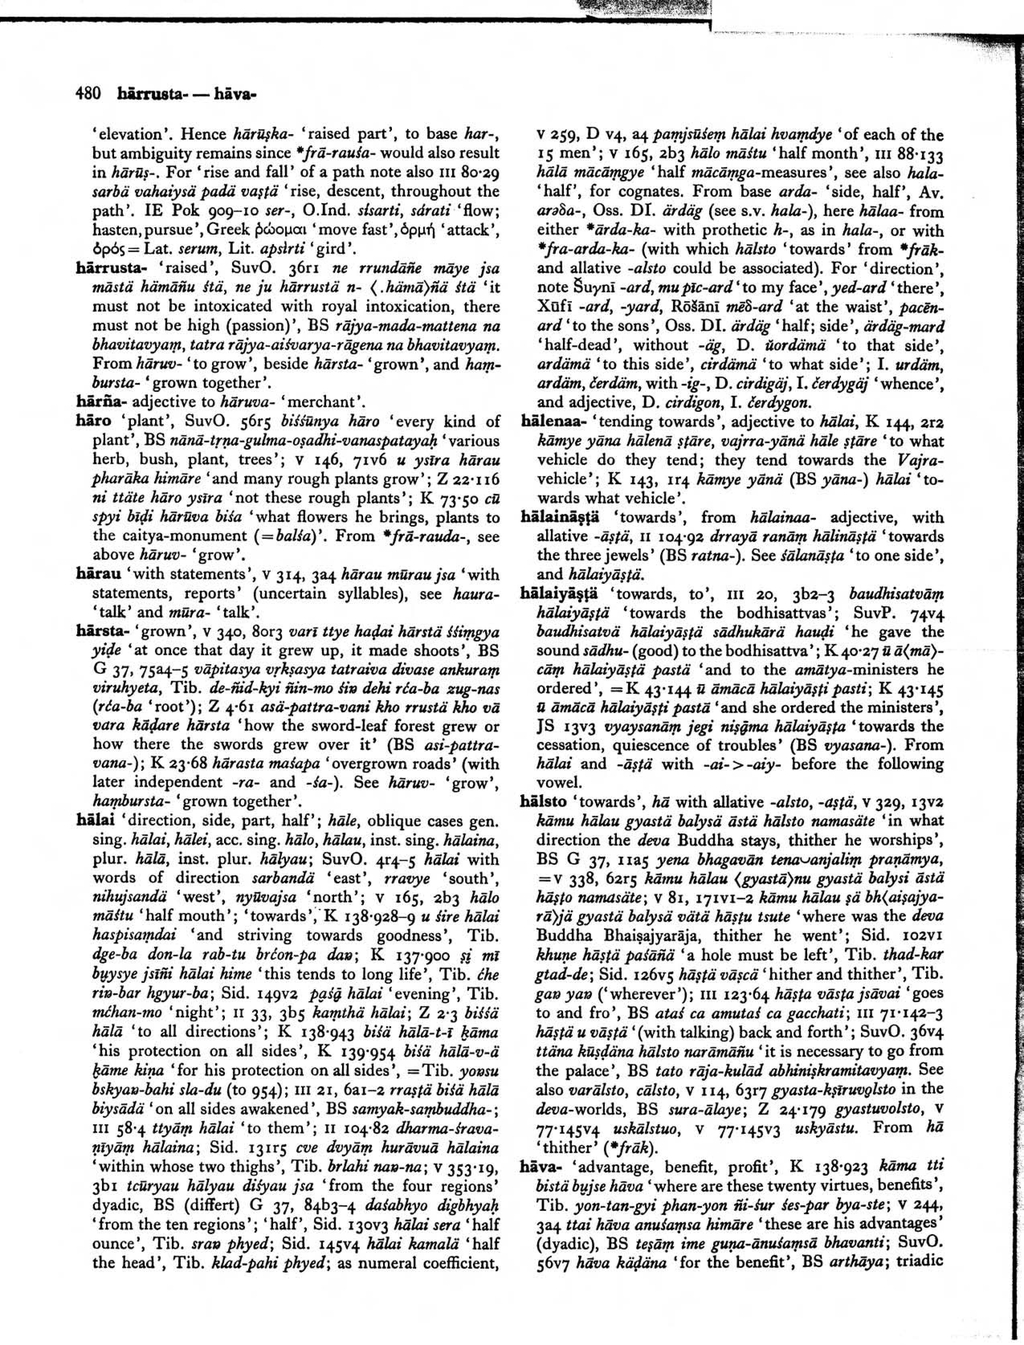 480 hārrusta- — hāva-
'elevation'. Hence hārūṣka- 'raised part', to base har-,
but ambiguity remains since *frā-rauśa- would also result
in hārūṣ-. For 'rise and fall' of a path note also III 80·29
sarbā vahaiysä padā vaṣṭä 'rise, descent, throughout the
path'. IE Pok 909–10 ser-, O.Ind. sísarti, sárati 'flow;
hasten, pursue', Greek ῥώομαι 'move fast', ὁρμή 'attack',
ὀρός = Lat. serum, Lit. apsìrti 'gird'.
hārrusta- 'raised', SuvO. 36r1 ne rrundāñe māye jsa
māstä hämāñu śtä, ne ju hārrustä n- ⟨.hämā⟩ñä śtä 'it
must not be intoxicated with royal intoxication, there
must not be high (passion)', BS rājya-mada-mattena na
bhavitavyaṃ, tatra rājya-aiśvarya-rāgena na bhavitavyaṃ.
From hāruv- 'to grow', beside hārsta- 'grown', and haṃ-
bursta- 'grown together'.
hārña- adjective to hāruva- 'merchant'.
hāro 'plant', SuvO. 56r5 biśśūnya hāro 'every kind of
plant', BS nānā-tṛṇa-gulma-oṣadhi-vanaspatayaḥ 'various
herb, bush, plant, trees'; V 146, 71v6 u ysīra hārau
pharāka himāre 'and many rough plants grow'; Z 22·116
ni ttäte hāro ysīra 'not these rough plants'; K 73·50 cū
spyi bīḍi hārūva biśa 'what flowers he brings, plants to
the caitya-monument (= balśa)'. From *frā-rauda-, see
above hāruv- 'grow'.
hārau 'with statements', V 314, 3a4 hārau mūrau jsa 'with
statements, reports' (uncertain syllables), see haura-
'talk' and mūra- 'talk'.
hārsta- 'grown', V 340, 80r3 varī ttye haḍai hārstä śśiṃgya
yiḍe 'at once that day it grew up, it made shoots', BS
G 37, 75a4–5 vāpitasya vṛkṣasya tatraiva divase ankuraṃ
viruhyeta, Tib. de-ñid-kyi ñin-mo śiṅ dehi rća-ba zug-nas
(rća-ba 'root'); Z 4·61 asä-pattra-vani kho rrustä kho vā
vara kāḍare hārsta 'how the sword-leaf forest grew or
how there the swords grew over it' (BS asi-pattra-
vana-); K 23·68 hārasta maśapa 'overgrown roads' (with
later independent -ra- and -śa-). See hāruv- 'grow',
haṃbursta- 'grown together'.
hālai 'direction, side, part, half'; hāle, oblique cases gen.
sing. hālai, hālei, acc. sing. hālo, hālau, inst. sing. hālaina,
plur. hālā, inst. plur. hālyau; SuvO. 4r4–5 hālai with
words of direction sarbandā 'east', rravye 'south',
nihujsandā 'west', nyūvajsa 'north'; V 165, 2b3 hālo
māśtu 'half mouth'; 'towards', K 138·928–9 u śire hālai
haspisaṃdai 'and striving towards goodness', Tib.
dge-ba don-la rab-tu brćon-pa daṅ; K 137·900 ṣi mī
bụysye jsīñi hālai hime 'this tends to long life', Tib. ćhe
riṅ-bar hgyur-ba; Sid. 149v2 pạśạ̄ hālai 'evening', Tib.
mćhan-mo 'night'; II 33, 3b5 kaṃthā hālai; Z 2·3 biśśä
hālā 'to all directions'; K 138·943 biśä hālā-t-ī ḵāma
'his protection on all sides', K 139·954 biśä hālā-v-ä
ḵāme kiṇa 'for his protection on all sides', = Tib. yoṅsu
bskyaṅ-bahi sla-du (to 954); III 21, 6a1–2 rraṣṭä biśä hālā
biysādä 'on all sides awakened', BS samyak-saṃbuddha-;
III 58·4 ttyāṃ hālai 'to them'; II 104·82 dharma-śrava-
ṇīyāṃ hālaina; Sid. 131r5 cve dvyāṃ hurāvuā hālaina
'within whose two thighs', Tib. brlahi naṅ-na; V 353·19,
3b1 tcūryau hālyau diśyau jsa 'from the four regions'
dyadic, BS (differt) G 37, 84b3–4 daśabhyo digbhyaḥ
'from the ten regions'; 'half', Sid. 130v3 hālai sera 'half
ounce', Tib. sraṅ phyed; Sid. 145v4 hālai kamalä 'half
the head', Tib. klad-pahi phyed; as numeral coefficient,
V 259, D v4, a4 paṃjsūśeṃ hālai hvaṃdye 'of each of the
15 men'; V 165, 2b3 hālo māśtu 'half month', III 88·133
hālā mācāṃgye 'half mācāṃga-measures', see also hala-
'half', for cognates. From base arda- 'side, half', Av.
arəδa-, Oss. DI. ärdäg (see s.v. hala-), here hālaa- from
either *ārda-ka- with prothetic h-, as in hala-, or with
*fra-arda-ka- (with which hālsto 'towards' from *frāk-
and allative -alsto could be associated). For 'direction',
note Šuγnī -ard, mu pīc-ard 'to my face', yed-ard 'there',
Xūfī -ard, -yard, Rōšānī mēδ-ard 'at the waist', pacēn-
ard 'to the sons', Oss. DI. ärdäg 'half; side', ärdäg-mard
'half-dead', without -äg, D. üordämä 'to that side',
ardämä 'to this side', cirdämä 'to what side'; I. urdäm,
ardäm, čerdäm, with -ig-, D. cirdigäj, I. čerdygäj 'whence',
and adjective, D. cirdigon, I. čerdygon.
hālenaa- 'tending towards', adjective to hālai, K 144, 2r2
kāmye yāna hālenā ṣṭāre, vajrra-yānä hāle ṣṭāre 'to what
vehicle do they tend; they tend towards the Vajra-
vehicle'; K 143, 1r4 kāmye yānä (BS yāna-) hālai 'to-
wards what vehicle'.
hālaināṣṭä 'towards', from hālainaa- adjective, with
allative -āṣṭä, II 104·92 drrayā ranāṃ hālināṣṭä 'towards
the three jewels' (BS ratna-). See śālanāṣṭa 'to one side',
and hālaiyāṣṭä.
hālaiyāṣṭä 'towards, to', III 20, 3b2–3 baudhisatvāṃ
hālaiyāṣṭä 'towards the bodhisattvas'; SuvP. 74v4
baudhisatvä hālaiyāṣṭä sādhukārä hauḍi 'he gave the
sound sādhu- (good) to the bodhisattva'; K 40·27 ū ā⟨mā⟩-
cāṃ hālaiyāṣṭä pastä 'and to the amātya-ministers he
ordered', = K 43·144 ū āmācä hālaiyāṣṭi pasti; K 43·145
ū āmācä hālaiyāṣṭi pastā 'and she ordered the ministers',
JS 13v3 vyaysanāṃ jegi niṣạ̄ma hālaiyāṣṭa 'towards the
cessation, quiescence of troubles' (BS vyasana-). From
hālai and -āṣṭä with -ai- > -aiy- before the following
vowel.
hālsto 'towards', hā with allative -alsto, -aṣṭä, V 329, 13v2
kāmu hālau gyastä balysä āstä hālsto namasäte 'in what
direction the deva Buddha stays, thither he worships',
BS G 37, 11a5 yena bhagavān tena‿anjaliṃ praṇāmya,
= V 338, 62r5 kāmu hālau ⟨gyastā⟩nu gyastä balysi āstä
hāṣṭo namasäte; V 81, 171v1–2 kāmu hālau ṣä bh⟨aiṣajya-
rā⟩jä gyastä balysä vätä hāṣṭu tsute 'where was the deva
Buddha Bhaiṣajyarāja, thither he went'; Sid. 102v1
khuṇe hāṣṭä paśāñä 'a hole must be left', Tib. thad-kar
gtad-de; Sid. 126v5 hāṣṭä vāṣcä 'hither and thither', Tib.
gaṅ yaṅ ('wherever'); III 123·64 hāṣṭa vāṣṭa jsāvai 'goes
to and fro', BS ataś ca amutaś ca gacchati; III 71·142–3
hāṣṭä u vāṣṭä '(with talking) back and forth'; SuvO. 36v4
ttäna kūṣḍäna hālsto narāmāñu 'it is necessary to go from
the palace', BS tato rāja-kulād abhiniṣkramitavyaṃ. See
also varālsto, cālsto, V 114, 63r7 gyasta-kṣīruvọlsto in the
deva-worlds, BS sura-ālaye; Z 24·179 gyastuvolsto, V
77·145v4 uskālstuo, V 77·145v3 uskyāstu. From hā
'thither' (*frāk).
hāva- 'advantage, benefit, profit', K 138·923 kāma tti
bistä bụjse hāva 'where are these twenty virtues, benefits',
Tib. yon-tan-gyi phan-yon ñi-śur śes-par bya-ste; V 244,
3a4 ttai hāva anuśaṃsa himāre 'these are his advantages'
(dyadic), BS teṣāṃ ime guṇa-ānuśaṃsā bhavanti; SuvO.
56v7 hāva käḍäna 'for the benefit', BS arthāya; triadic